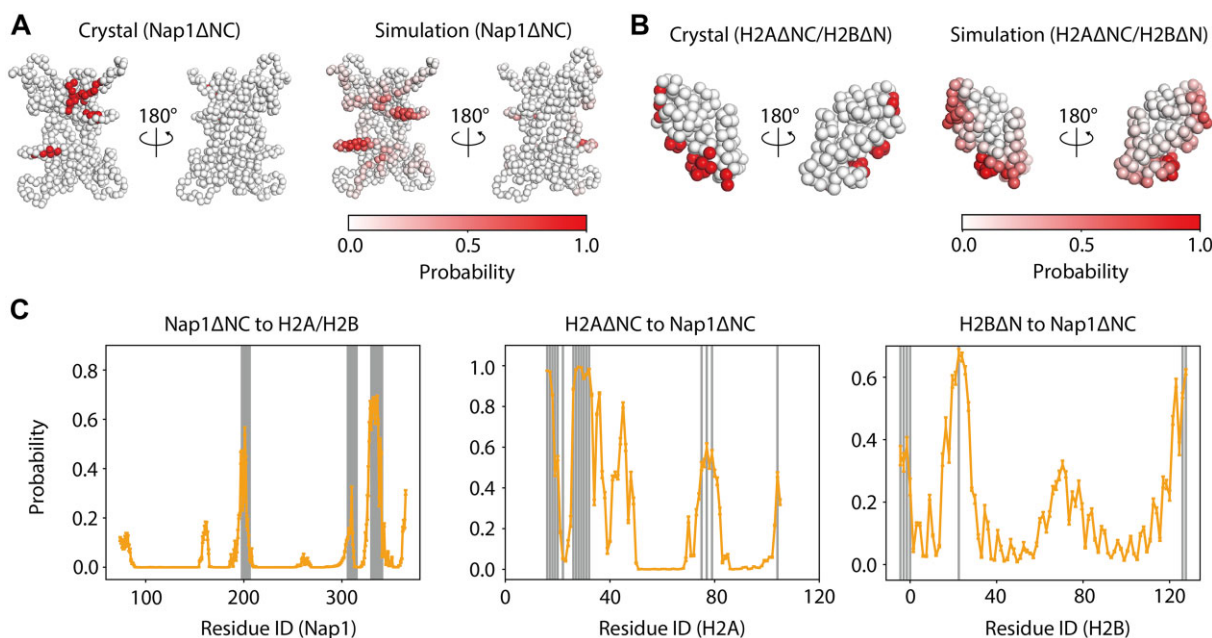 A
Crystal (Nap1ΔNC)
Simulation (Nap1ΔNC)
180°
180°
0.0 0.5 1.0
Probability
B
Crystal (H2AΔNC/H2BΔN)
Simulation (H2AΔNC/H2BΔN)
180°
180°
0.0 0.5 1.0
Probability
C
Nap1ΔNC to H2A/H2B
H2AΔNC to Nap1ΔNC
H2BΔN to Nap1ΔNC
Probability
0.8
0.6
0.4
0.2
0.0
100 200 300
Residue ID (Nap1)
1.0
0.8
0.6
0.4
0.2
0.0
0 40 80 120
Residue ID (H2A)
0.6
0.4
0.2
0.0
0 40 80 120
Residue ID (H2B)